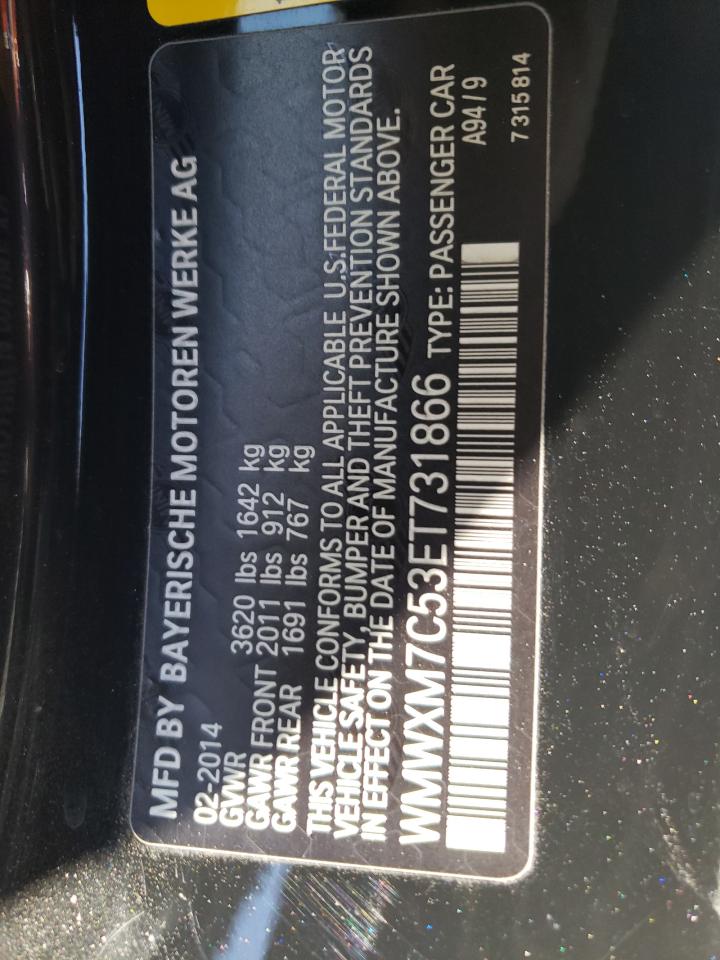 MFD BY BAYERISCHE MOTOREN WERKE AG
02-2014
GVWR 3620 lbs 1642 kg
GAWR FRONT 2011 lbs 912 kg
GAWR REAR 1691 lbs 767 kg
THIS VEHICLE CONFORMS TO ALL APPLICABLE U.S.FEDERAL MOTOR
VEHICLE SAFETY, BUMPER AND THEFT PREVENTION STANDARDS
IN EFFECT ON THE DATE OF MANUFACTURE SHOWN ABOVE.
WMWXM7C53ET731866 TYPE: PASSENGER CAR
A94/9
7315814